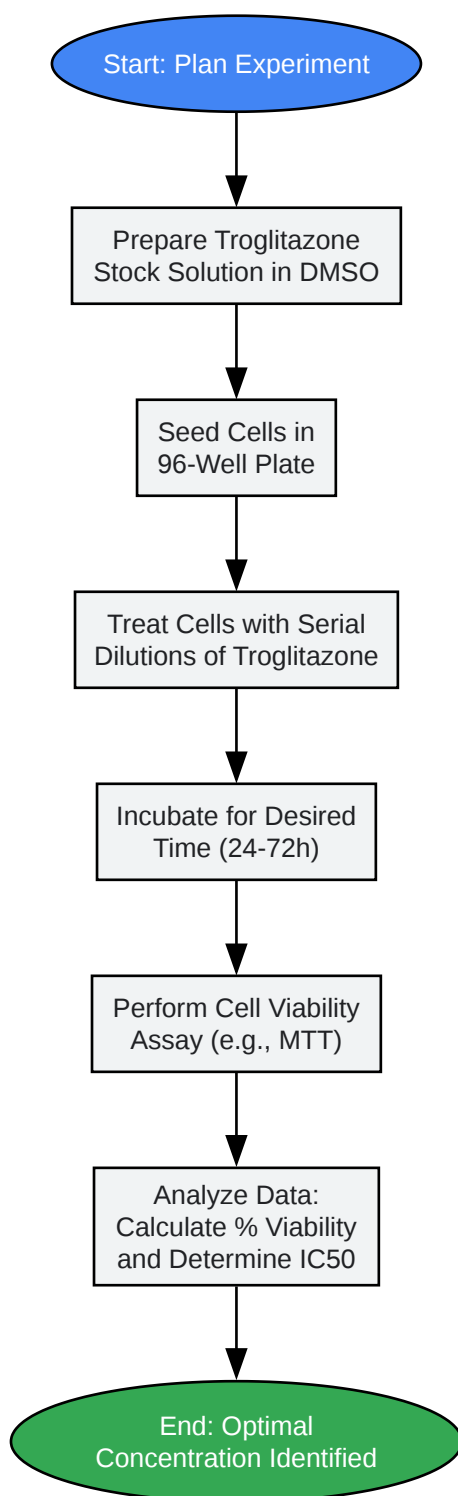 Start: Plan Experiment
Prepare Troglitazone
Stock Solution in DMSO
Seed Cells in
96-Well Plate
Treat Cells with Serial
Dilutions of Troglitazone
Incubate for Desired
Time (24-72h)
Perform Cell Viability
Assay (e.g., MTT)
Analyze Data:
Calculate % Viability
and Determine IC50
End: Optimal
Concentration Identified